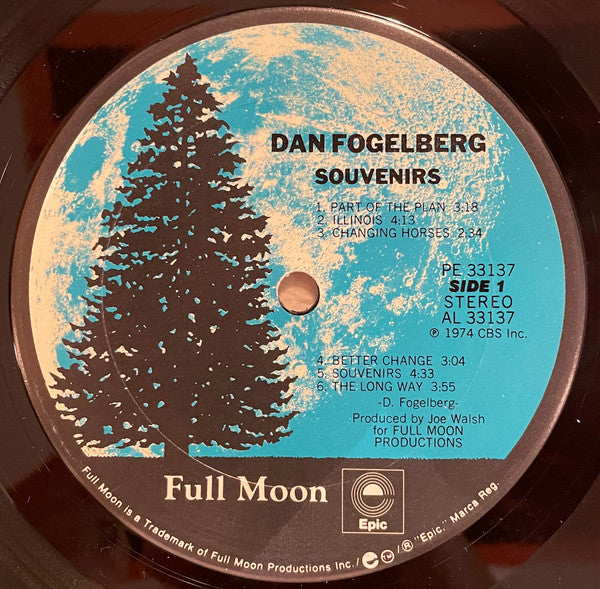 DAN FOGELBERG
SOUVENIRS
1. PART OF THE PLAN 3:18
2. ILLINOIS 4:13
3. CHANGING HORSES 2:34
PE 33137
SIDE 1
STEREO
AL 33137
℗ 1974 CBS Inc.
4. BETTER CHANGE 3:04
5. SOUVENIRS 4:33
6. THE LONG WAY 3:55
-D. Fogelberg-
Produced by Joe Walsh
for FULL MOON
PRODUCTIONS
Full Moon
Epic
Full Moon is a Trademark of Full Moon Productions Inc./ e TM/® "Epic," Marca Reg.